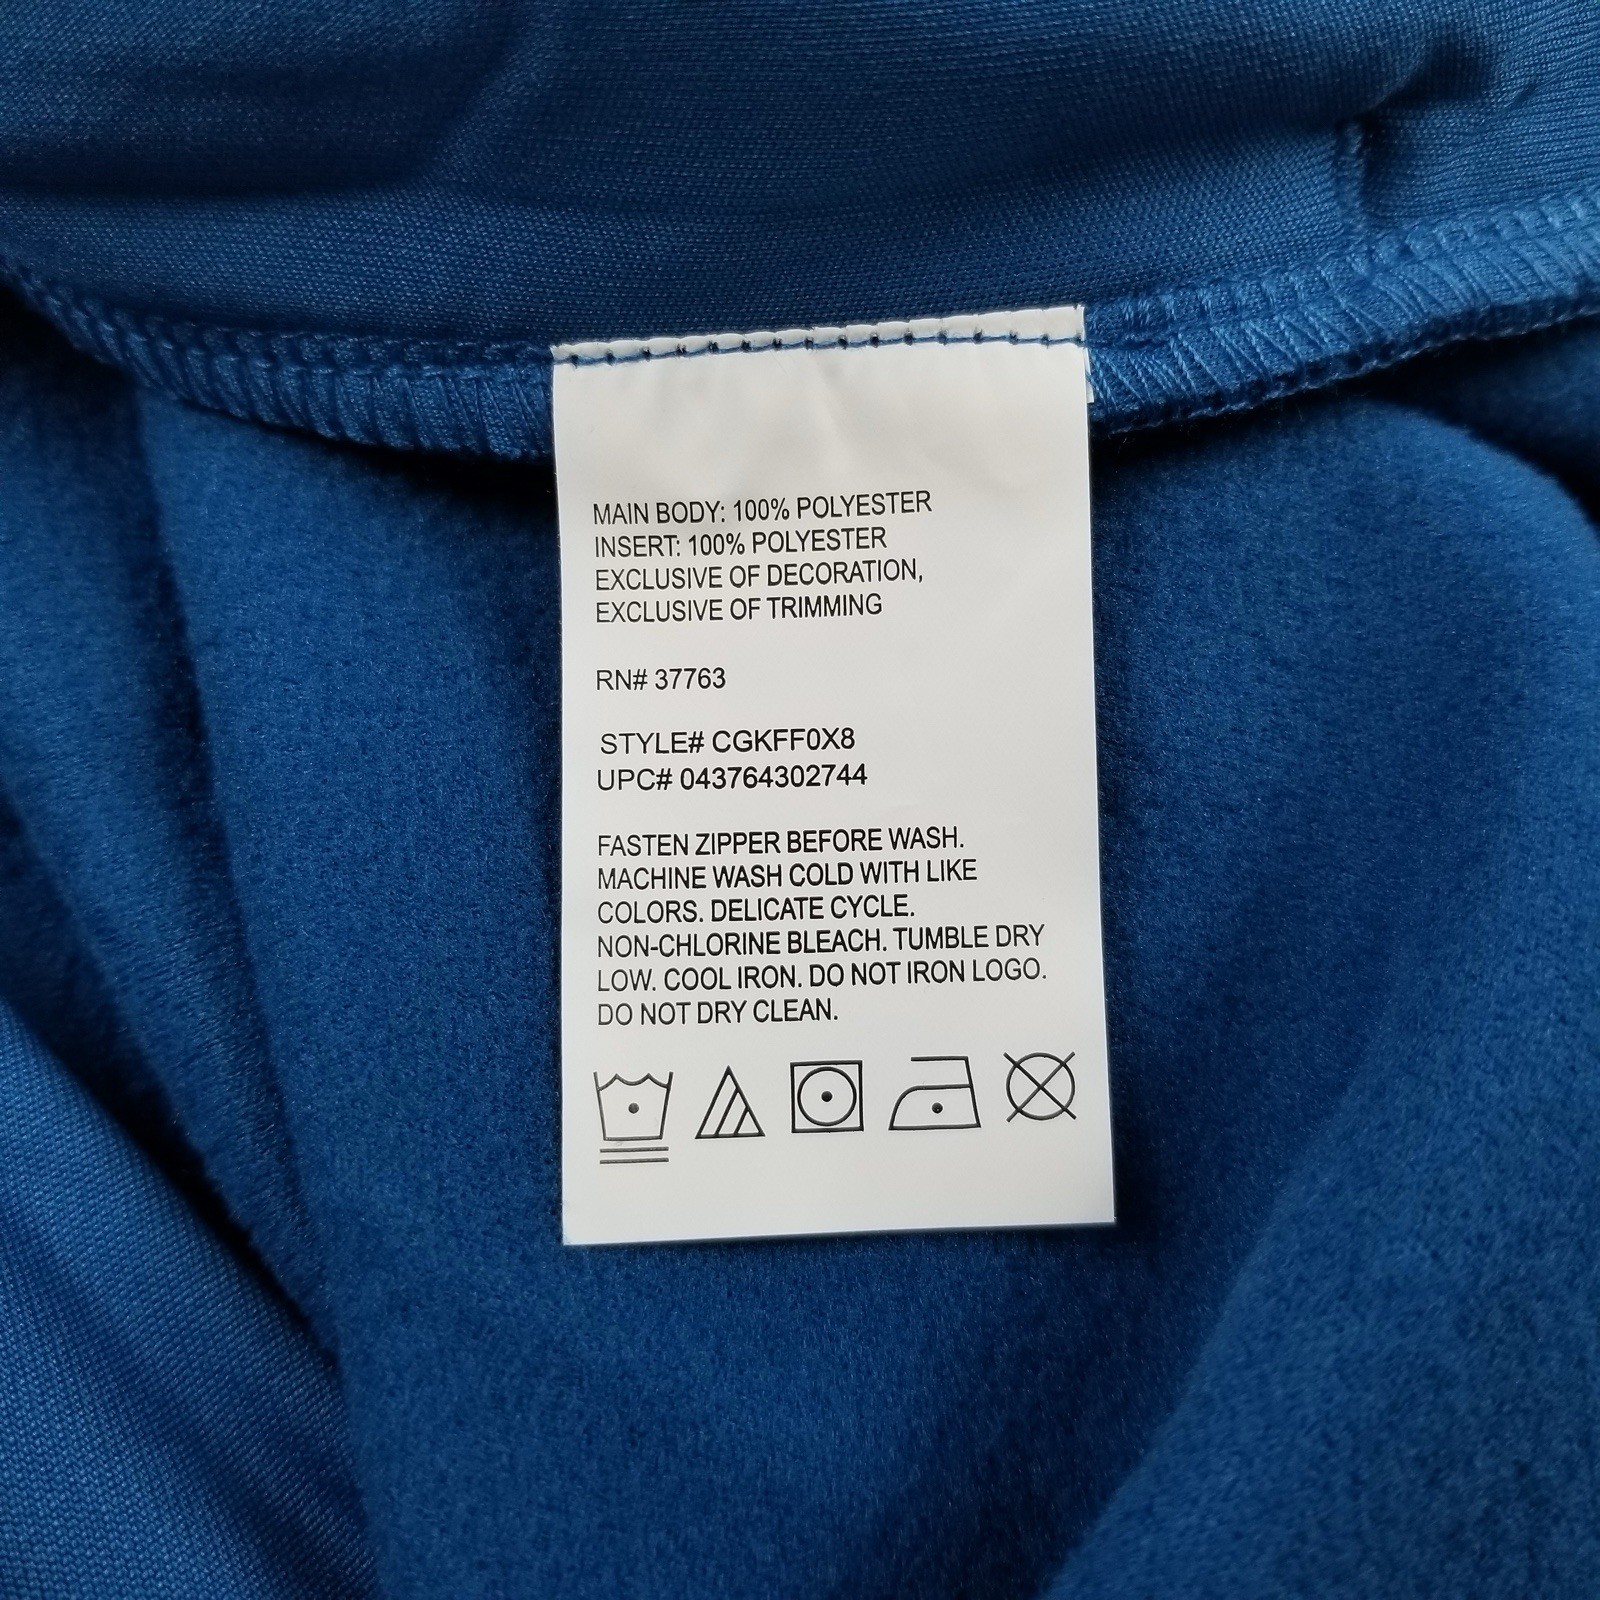 MAIN BODY: 100% POLYESTER
INSERT: 100% POLYESTER
EXCLUSIVE OF DECORATION,
EXCLUSIVE OF TRIMMING
RN# 37763
STYLE# CGKFF0X8
UPC# 043764302744
FASTEN ZIPPER BEFORE WASH.
MACHINE WASH COLD WITH LIKE
COLORS. DELICATE CYCLE.
NON-CHLORINE BLEACH. TUMBLE DRY
LOW. COOL IRON. DO NOT IRON LOGO.
DO NOT DRY CLEAN.